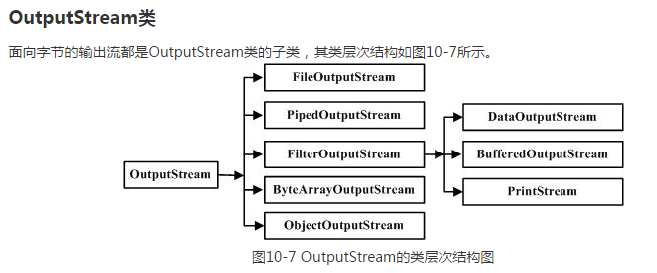 OutputStream类
面向字节的输出流都是OutputStream类的子类，其类层次结构如图10-7所示。
FileOutputStream
PipedOutputStream
DataOutputStream
FilterOutputStream
BufferedOutputStream
OutputStream
ByteArrayOutputStream
PrintStream
ObjectOutputStream
图10-7 OutputStream的类层次结构图